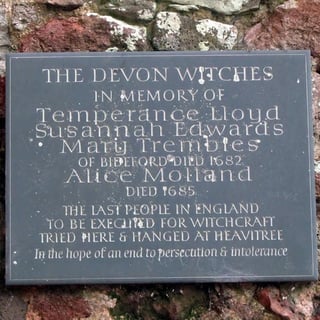 THE DEVON WITCHES
IN MEMORY OF
Temperance Lloyd
Susannah Edwards
Mary Trembles
OF BIDEFORD DIED 1682
Alice Molland
DIED 1685
THE LAST PEOPLE IN ENGLAND
TO BE EXECUTED FOR WITCHCRAFT
TRIED HERE & HANGED AT HEAVITREE
In the hope of an end to persecution & intolerance